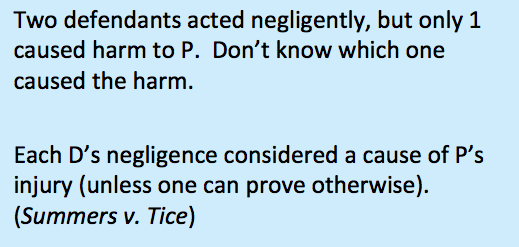 Two defendants acted negligently, but only 1
caused harm to P.  Don’t know which one
caused the harm.
Each D’s negligence considered a cause of P’s
injury (unless one can prove otherwise).
(Summers v. Tice)